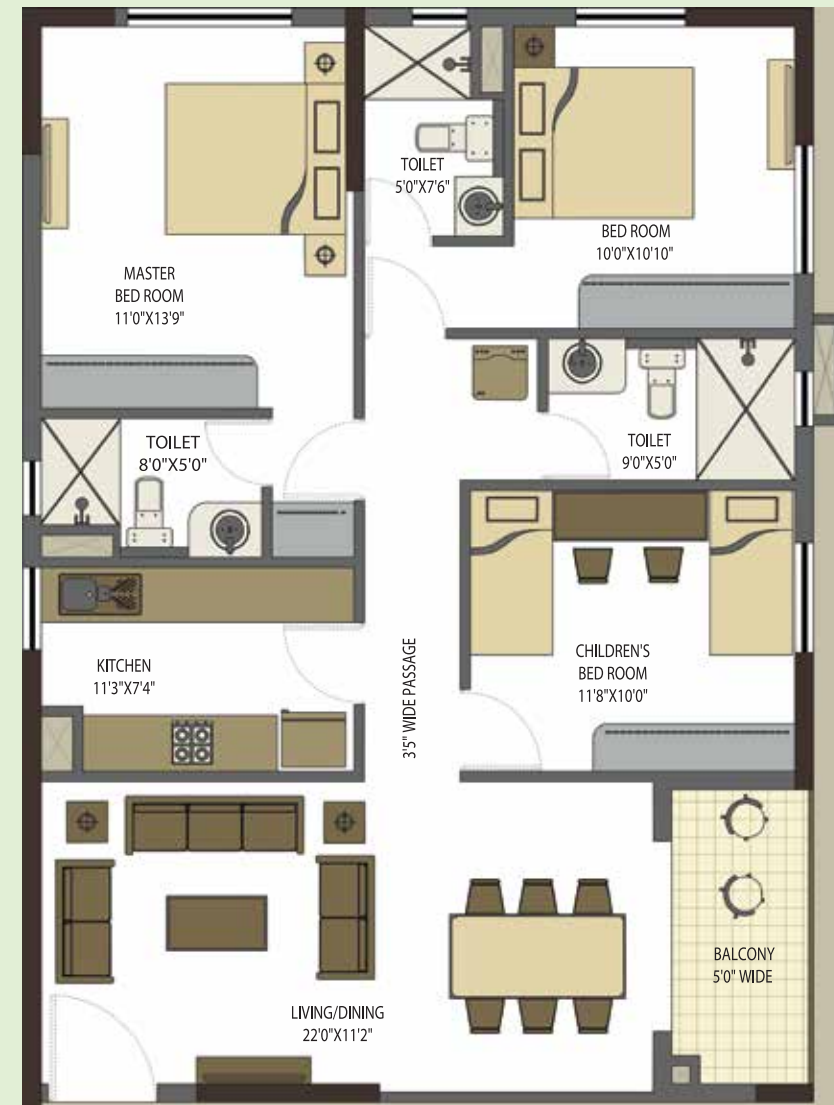 TOILET
5'0"X7'6"
BED ROOM
10'0"X10'10"
MASTER
BED ROOM
11'0"X13'9"
TOILET
8'0"X5'0"
TOILET
9'0"X5'0"
KITCHEN
11'3"X7'4"
3'5" WIDE PASSAGE
CHILDREN'S
BED ROOM
11'8"X10'0"
BALCONY
5'0" WIDE
LIVING/DINING
22'0"X11'2"